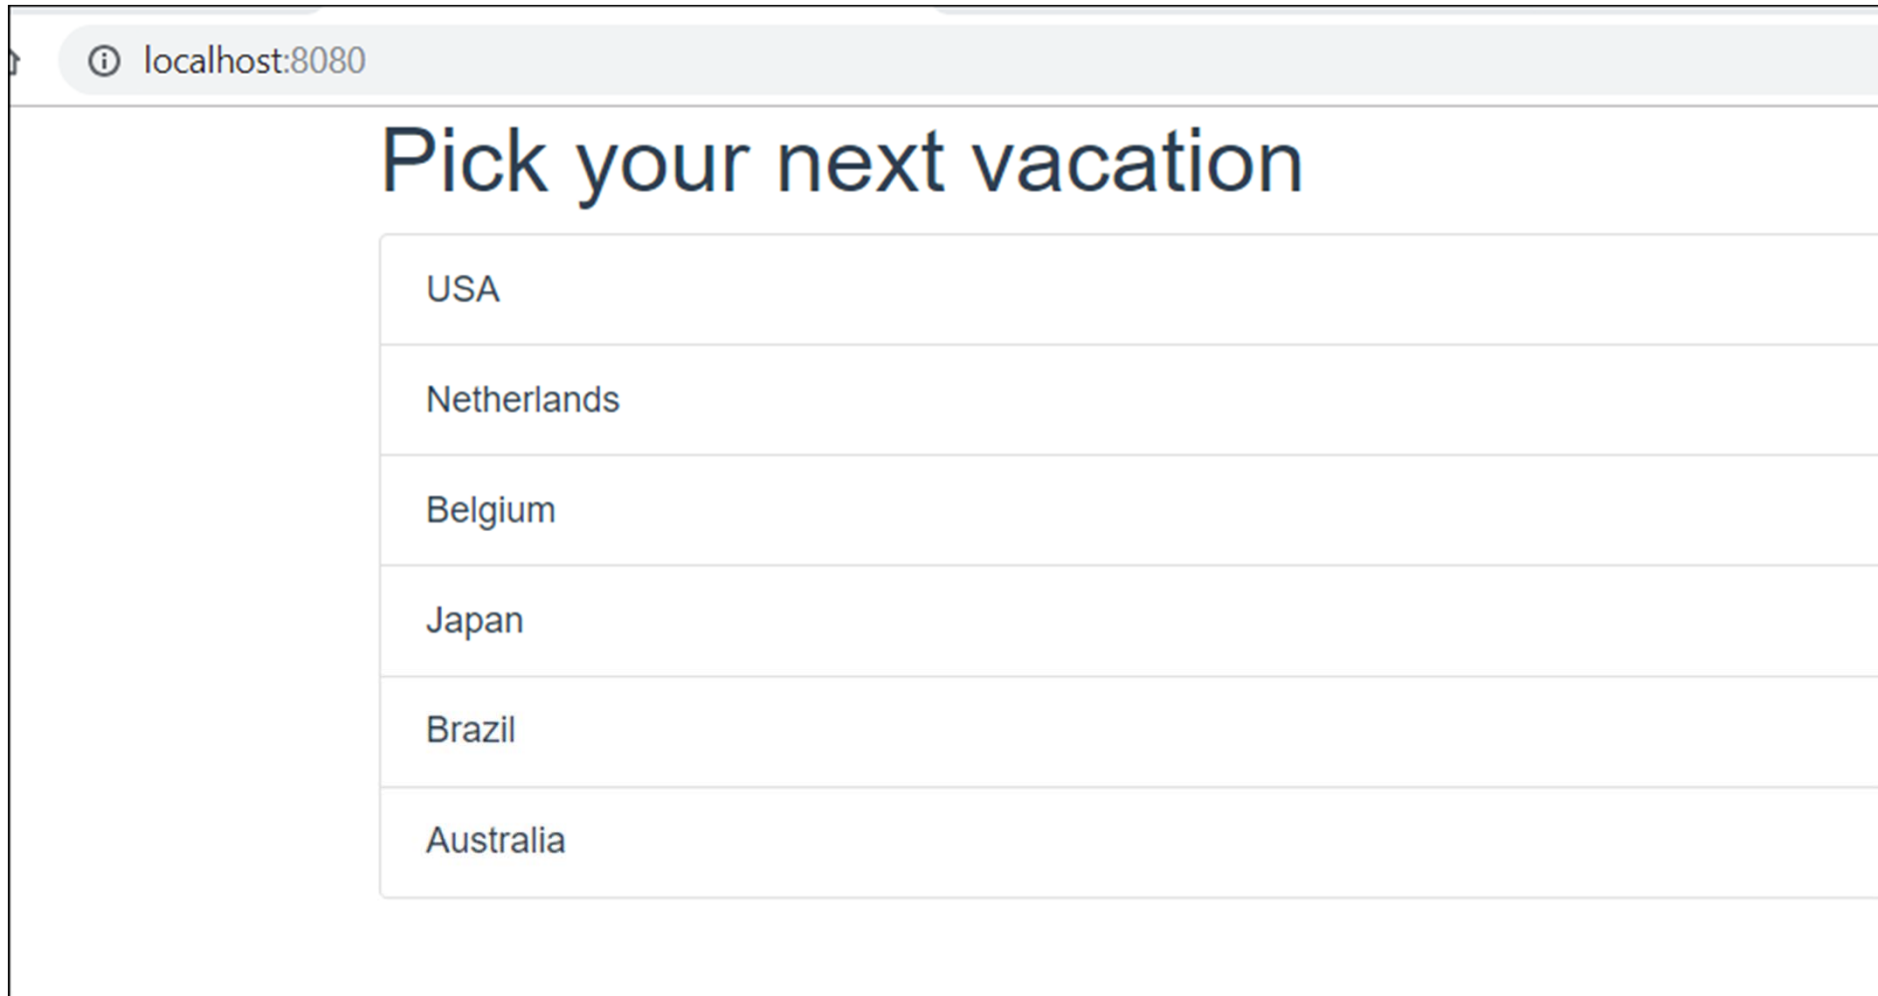 localhost:8080
Pick your next vacation
USA
Netherlands
Belgium
Japan
Brazil
Australia